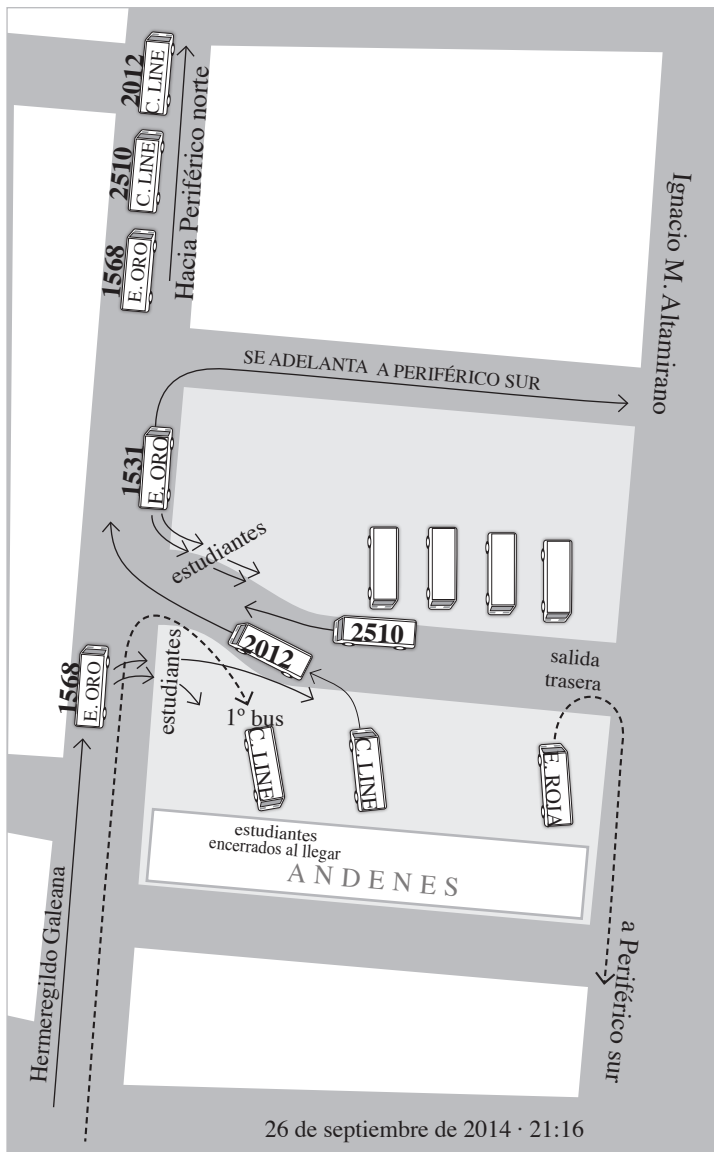 2012
C. LINE
2510
C. LINE
1568
E. ORO
Hacia Periférico norte
Ignacio M. Altamirano
SE ADELANTA A PERIFÉRICO SUR
1531
E. ORO
estudiantes
2510
2012
salida
trasera
1568
E. ORO
estudiantes
1º bus
C. LINE
C. LINE
E. ROJA
estudiantes
encerrados al llegar
ANDENES
Hermeregildo Galeana
a Periférico sur
26 de septiembre de 2014 · 21:16